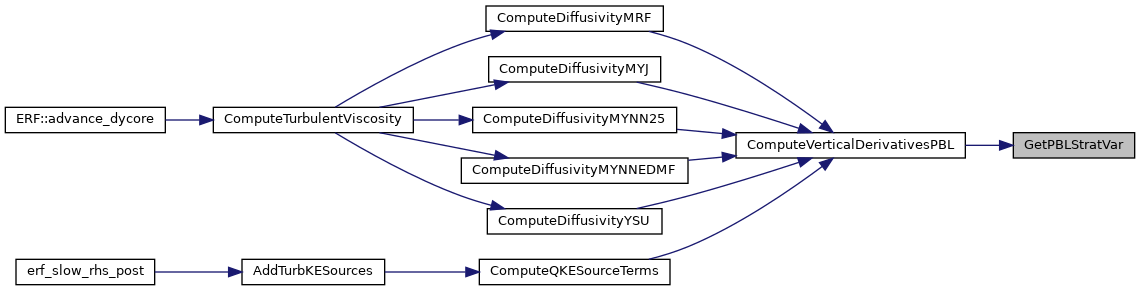 ComputeDiffusivityMRF
ComputeDiffusivityMYJ
ERF::advance_dycore
ComputeTurbulentViscosity
ComputeDiffusivityMYNN25
ComputeVerticalDerivativesPBL
GetPBLStratVar
ComputeDiffusivityMYNNEDMF
ComputeDiffusivityYSU
erf_slow_rhs_post
AddTurbKESources
ComputeQKESourceTerms